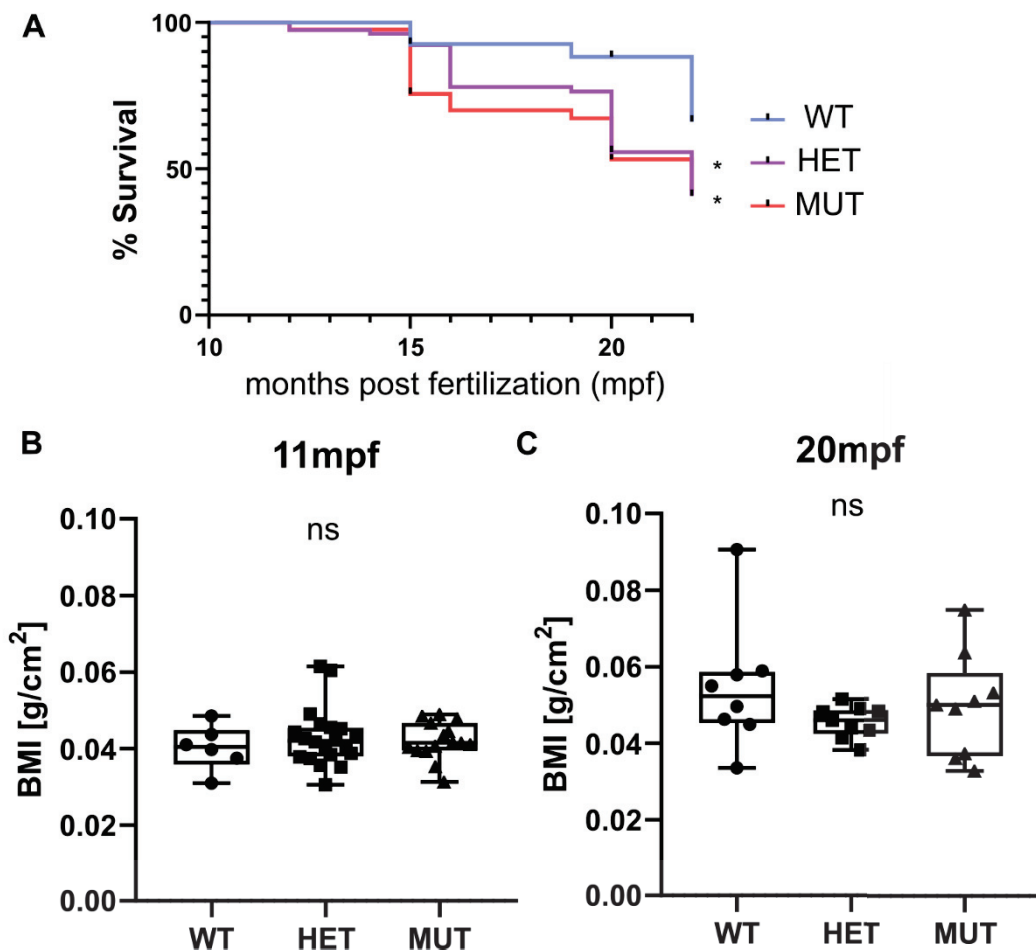 A
100
50
0
% Survival
10
15
20
months post fertilization (mpf)
WT
* HET
* MUT
B
11mpf
ns
0.10
0.08
0.06
0.04
0.02
0.00
BMI [g/cm²]
WT HET MUT
C
20mpf
ns
0.10
0.08
0.06
0.04
0.02
0.00
BMI [g/cm²]
WT HET MUT